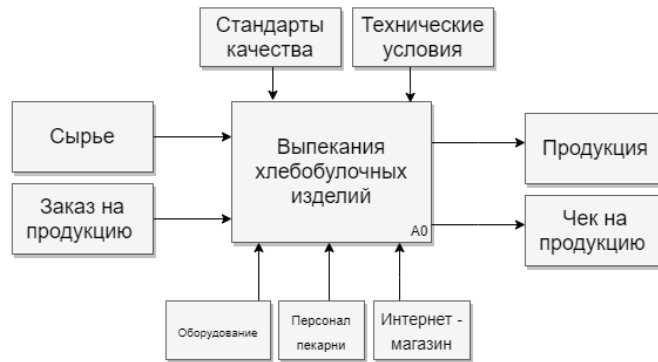 Стандарты
качества
Технические
условия
Сырье
Заказ на
продукцию
Выпекания
хлебобулочных
изделий
A0
Продукция
Чек на
продукцию
Оборудование
Персонал
пекарни
Интернет -
магазин